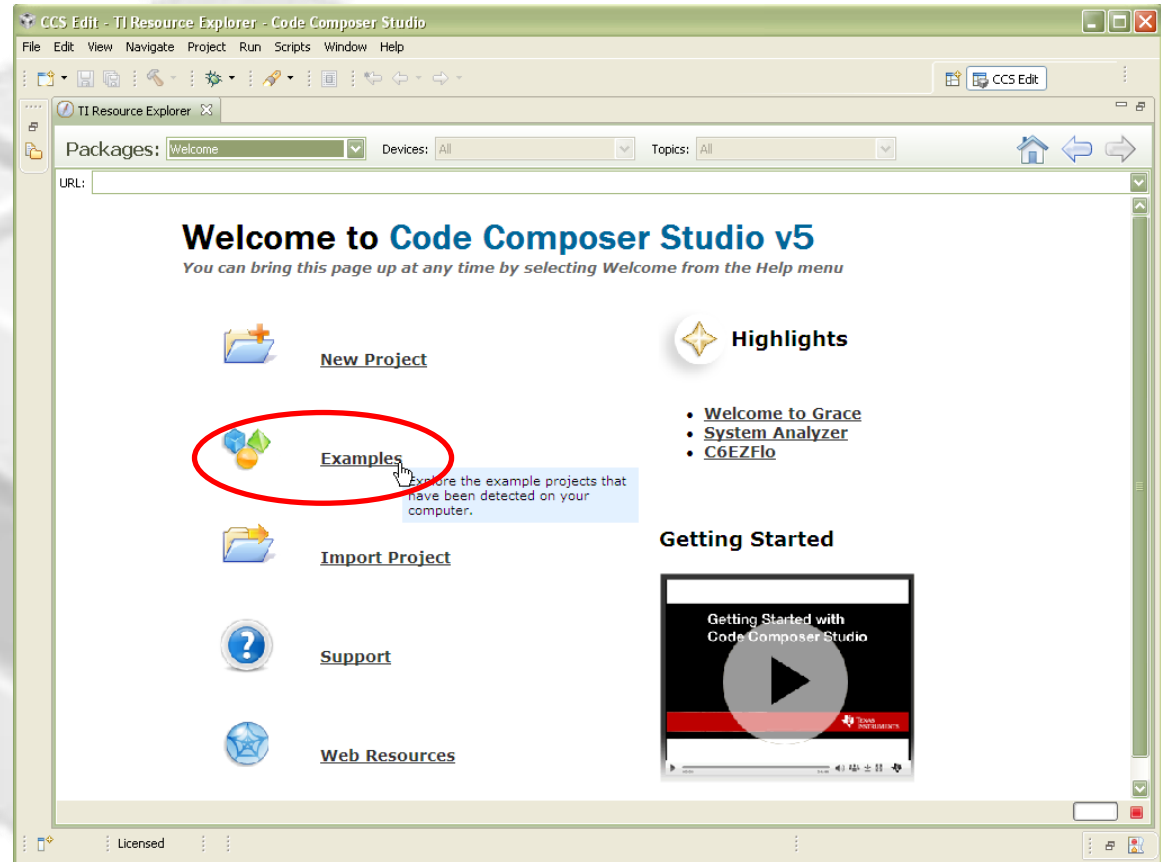 CCS Edit - TI Resource Explorer - Code Composer Studio
File Edit View Navigate Project Run Scripts Window Help
CCS Edit
TI Resource Explorer
Packages: Welcome Devices: All Topics: All
URL:
Welcome to Code Composer Studio v5
You can bring this page up at any time by selecting Welcome from the Help menu
New Project
Examples
Explore the example projects that
have been detected on your
computer.
Import Project
Support
Web Resources
Highlights
Welcome to Grace
System Analyzer
C6EZFlo
Getting Started
Getting Started with
Code Composer Studio
TEXAS
INSTRUMENTS
Licensed